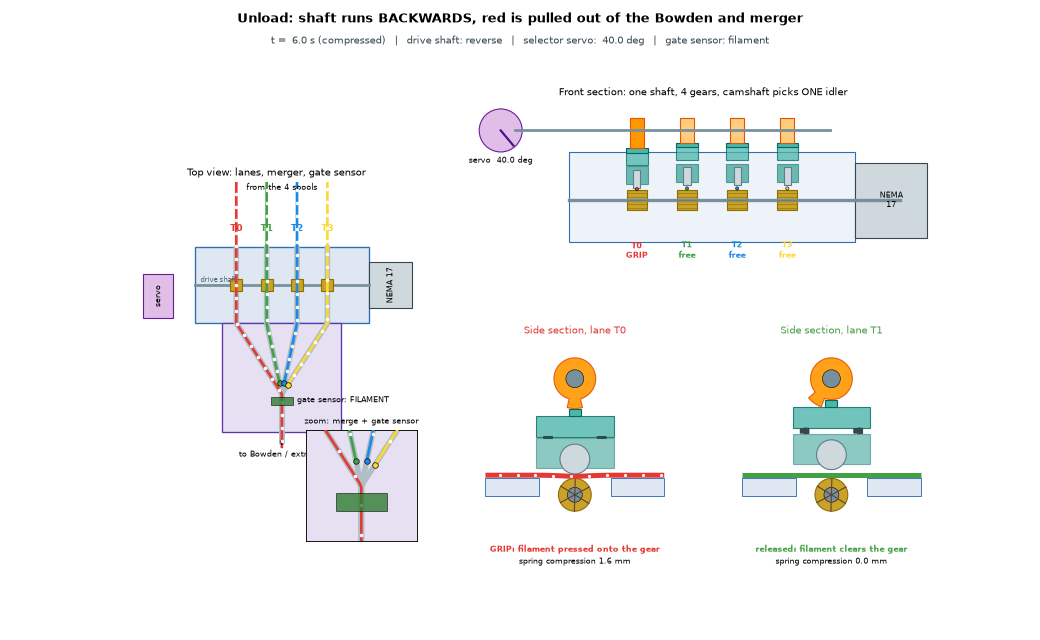 Unload: shaft runs BACKWARDS, red is pulled out of the Bowden and merger
t =  6.0 s (compressed)   |   drive shaft: reverse   |   selector servo:  40.0 deg   |   gate sensor: filament
Front section: one shaft, 4 gears, camshaft picks ONE idler
servo  40.0 deg
NEMA
17
T0
GRIP
T1
free
T2
free
T3
free
Top view: lanes, merger, gate sensor
from the 4 spools
T0
T1
T2
T3
drive shaft
servo
NEMA 17
gate sensor: FILAMENT
to Bowden / extr
zoom: merge + gate sensor
Side section, lane T0
GRIP: filament pressed onto the gear
spring compression 1.6 mm
Side section, lane T1
released: filament clears the gear
spring compression 0.0 mm